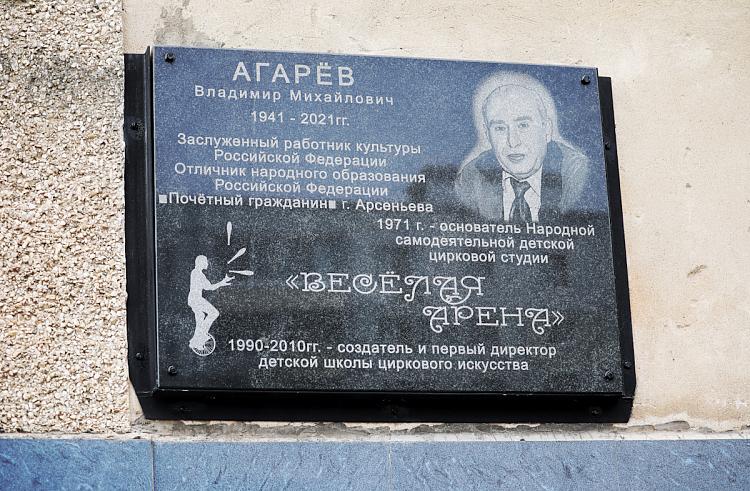 АГАРЁВ
Владимир Михайлович
1941 - 2021гг.
Заслуженный работник культуры
Российской Федерации
Отличник народного образования
Российской Федерации
■Почётный гражданин■ г. Арсеньева
1971 г. - основатель Народной
самодеятельной детской
цирковой студии
«ВЕСЁЛАЯ
АРЕНА»
1990-2010гг. - создатель и первый директор
детской школы циркового искусства